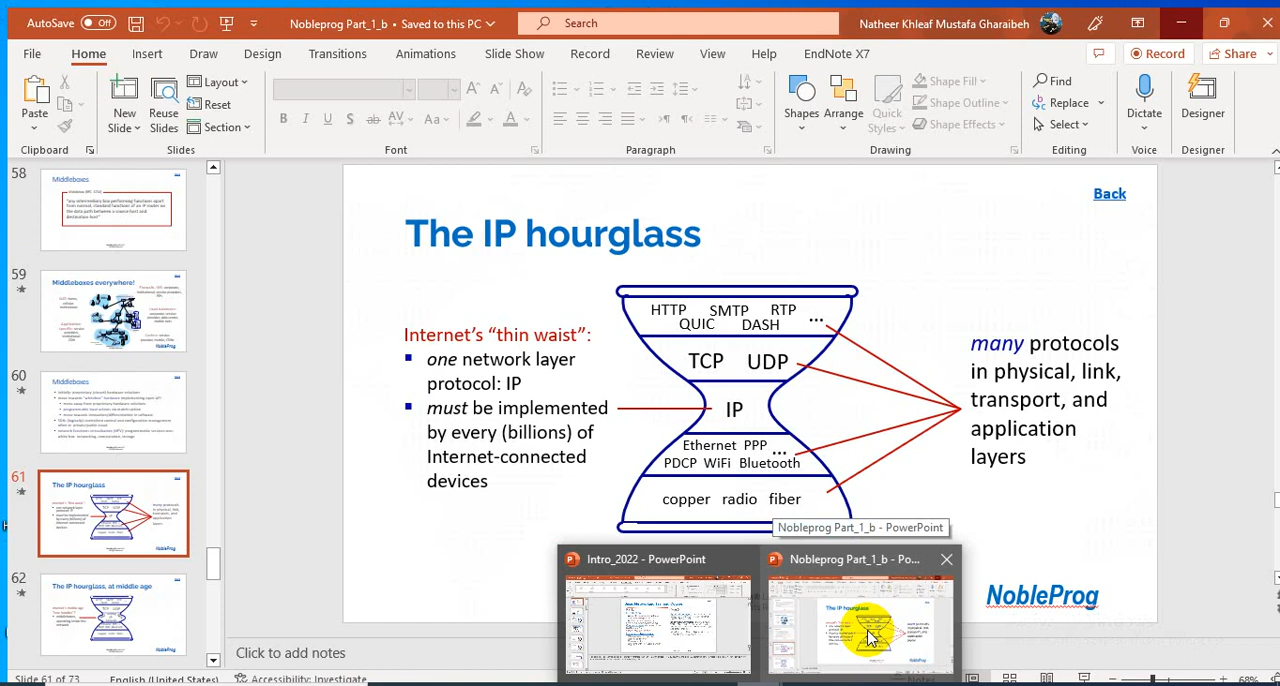 AutoSave Off Nobleprog Part_1_b • Saved to this PC Search Natheer Khleaf Mustafa Gharaibeh
File Home Insert Draw Design Transitions Animations Slide Show Record Review View Help EndNote X7 Record Share
Paste New Slide Reuse Slides Layout Reset Section
Shapes Arrange Quick Styles Shape Fill Shape Outline Shape Effects Find Replace Select Dictate Designer
Clipboard Slides Font Paragraph Drawing Editing Voice Designer
58
Middleboxes
59
Middleboxes everywhere!
NobleProg
60
Middleboxes
61
The IP hourglass
NobleProg
62
The IP hourglass, at middle age
Back
The IP hourglass
Internet's "thin waist":
one network layer
protocol: IP
must be implemented
by every (billions) of
Internet-connected
devices
HTTP SMTP RTP
QUIC DASH ...
TCP UDP
IP
Ethernet PPP ...
PDCP WiFi Bluetooth
copper radio fiber
many protocols
in physical, link,
transport, and
application
layers
NobleProg
Nobleprog Part_1_b - PowerPoint
Intro_2022 - PowerPoint
Nobleprog Part_1_b - Po...
The IP hourglass
NobleProg
Click to add notes
Slide 61 of 73 English (United States) Accessibility: Investigate 68%